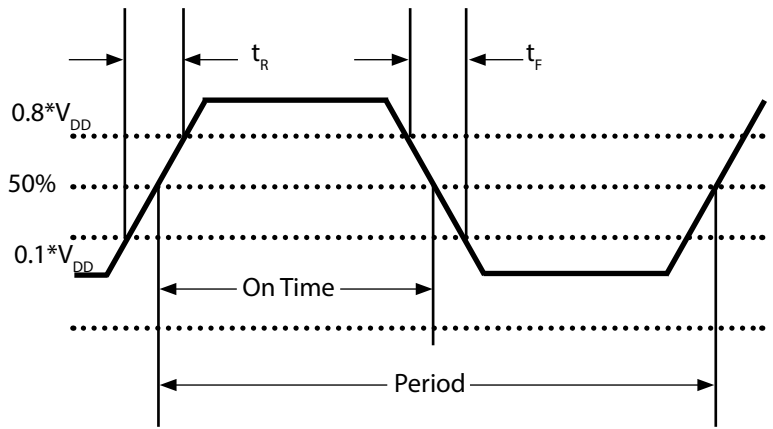 t_R
t_F
0.8*V_DD
50%
0.1*V_DD
On Time
Period